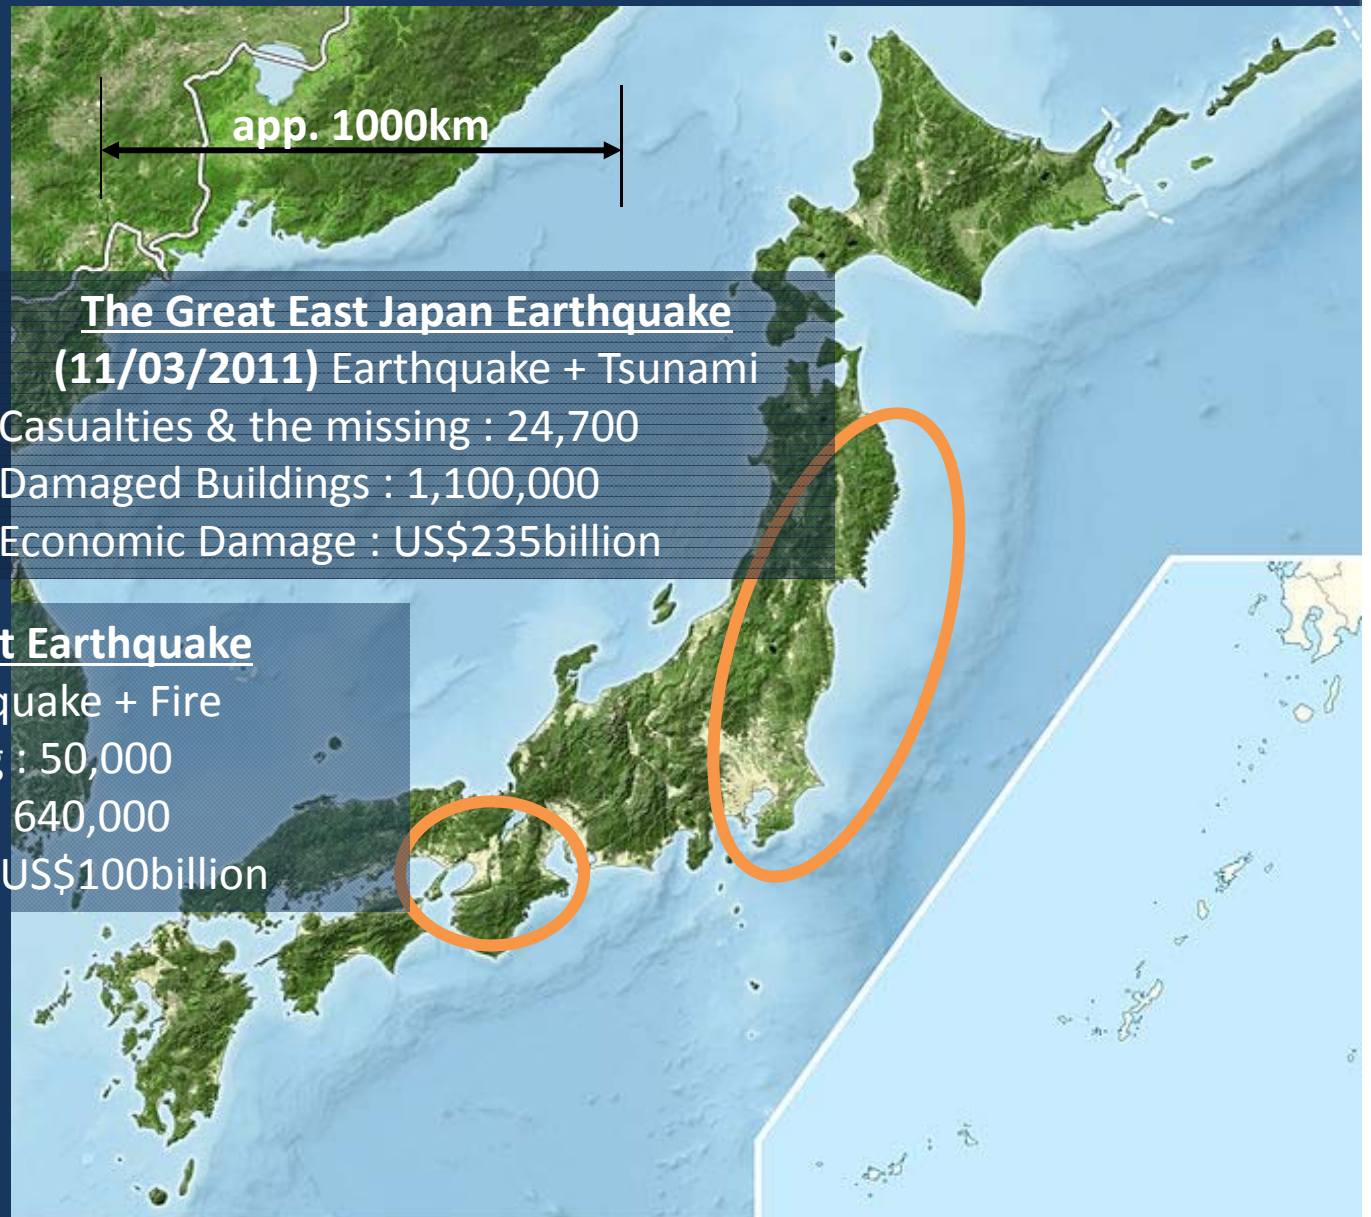 app. 1000km
The Great East Japan Earthquake
(11/03/2011) Earthquake + Tsunami
Casualties & the missing : 24,700
Damaged Buildings : 1,100,000
Economic Damage : US$235billion
Earthquake
+ Fire
: 50,000
640,000
US$100billion